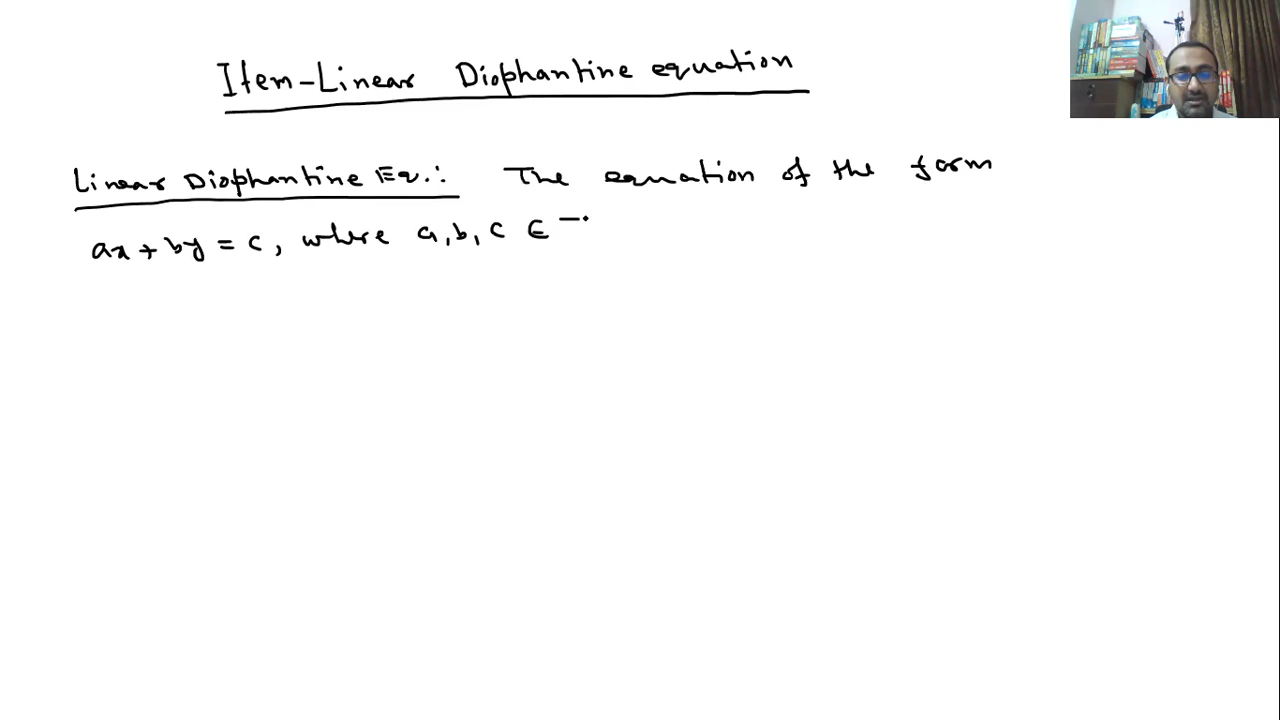 Item-Linear Diophantine equation
Linear Diophantine Eq.: The equation of the form
ax + by = c, where a, b, c ∈